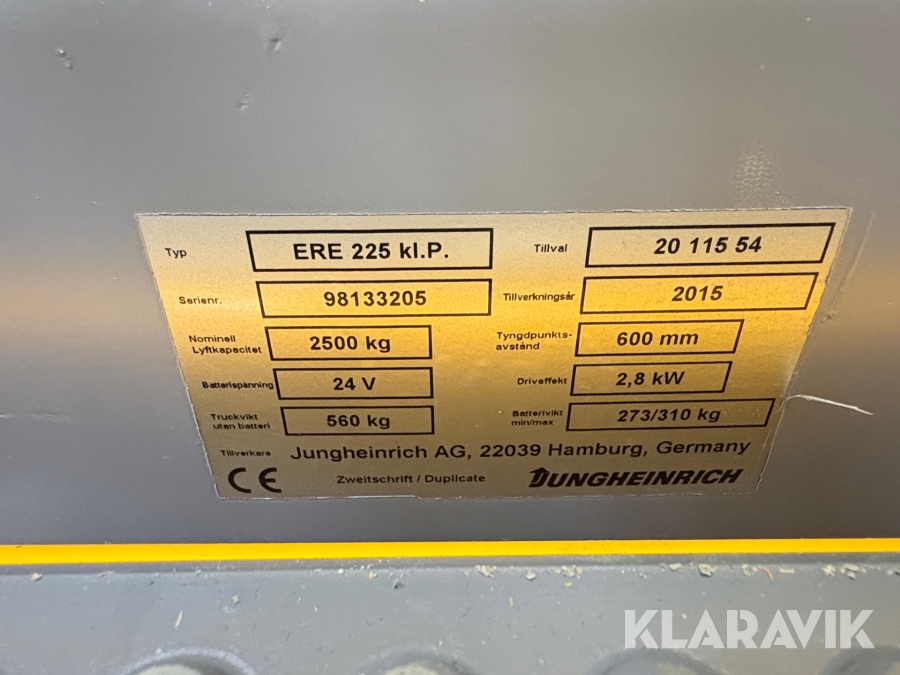 Typ ERE 225 kl.P. Tillval 20 115 54
Serienr. 98133205 Tillverkningsår 2015
Nominell
Lyftkapacitet 2500 kg Tyngdpunkts-
avstånd 600 mm
Batterispänning 24 V Driveffekt 2,8 kW
Truckvikt
utan batteri 560 kg Batterivikt
min/max 273/310 kg
Tillverkare Jungheinrich AG, 22039 Hamburg, Germany
CE Zweitschrift / Duplicate JUNGHEINRICH
KLARAVIK